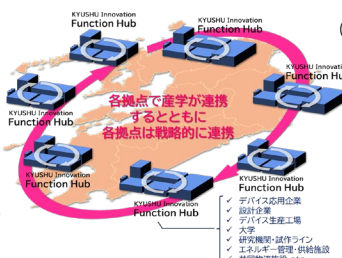 KYUSHU Innovation
Function Hub
KYUSHU Innovation
Function Hub
KYUSHU Innovation
Function Hub
KYUSHU Innovation
Function Hub
各拠点で産学が連携
するとともに
各拠点は戦略的に連携
KYUSHU Innovation
Function Hub
KYUSHU Innovation
Function Hub
KYUSHU Innovation
Function Hub
✓ デバイス応用企業
✓ 設計企業
✓ デバイス生産工場
✓ 大学
✓ 研究機関・試作ライン
✓ エネルギー管理・供給施設